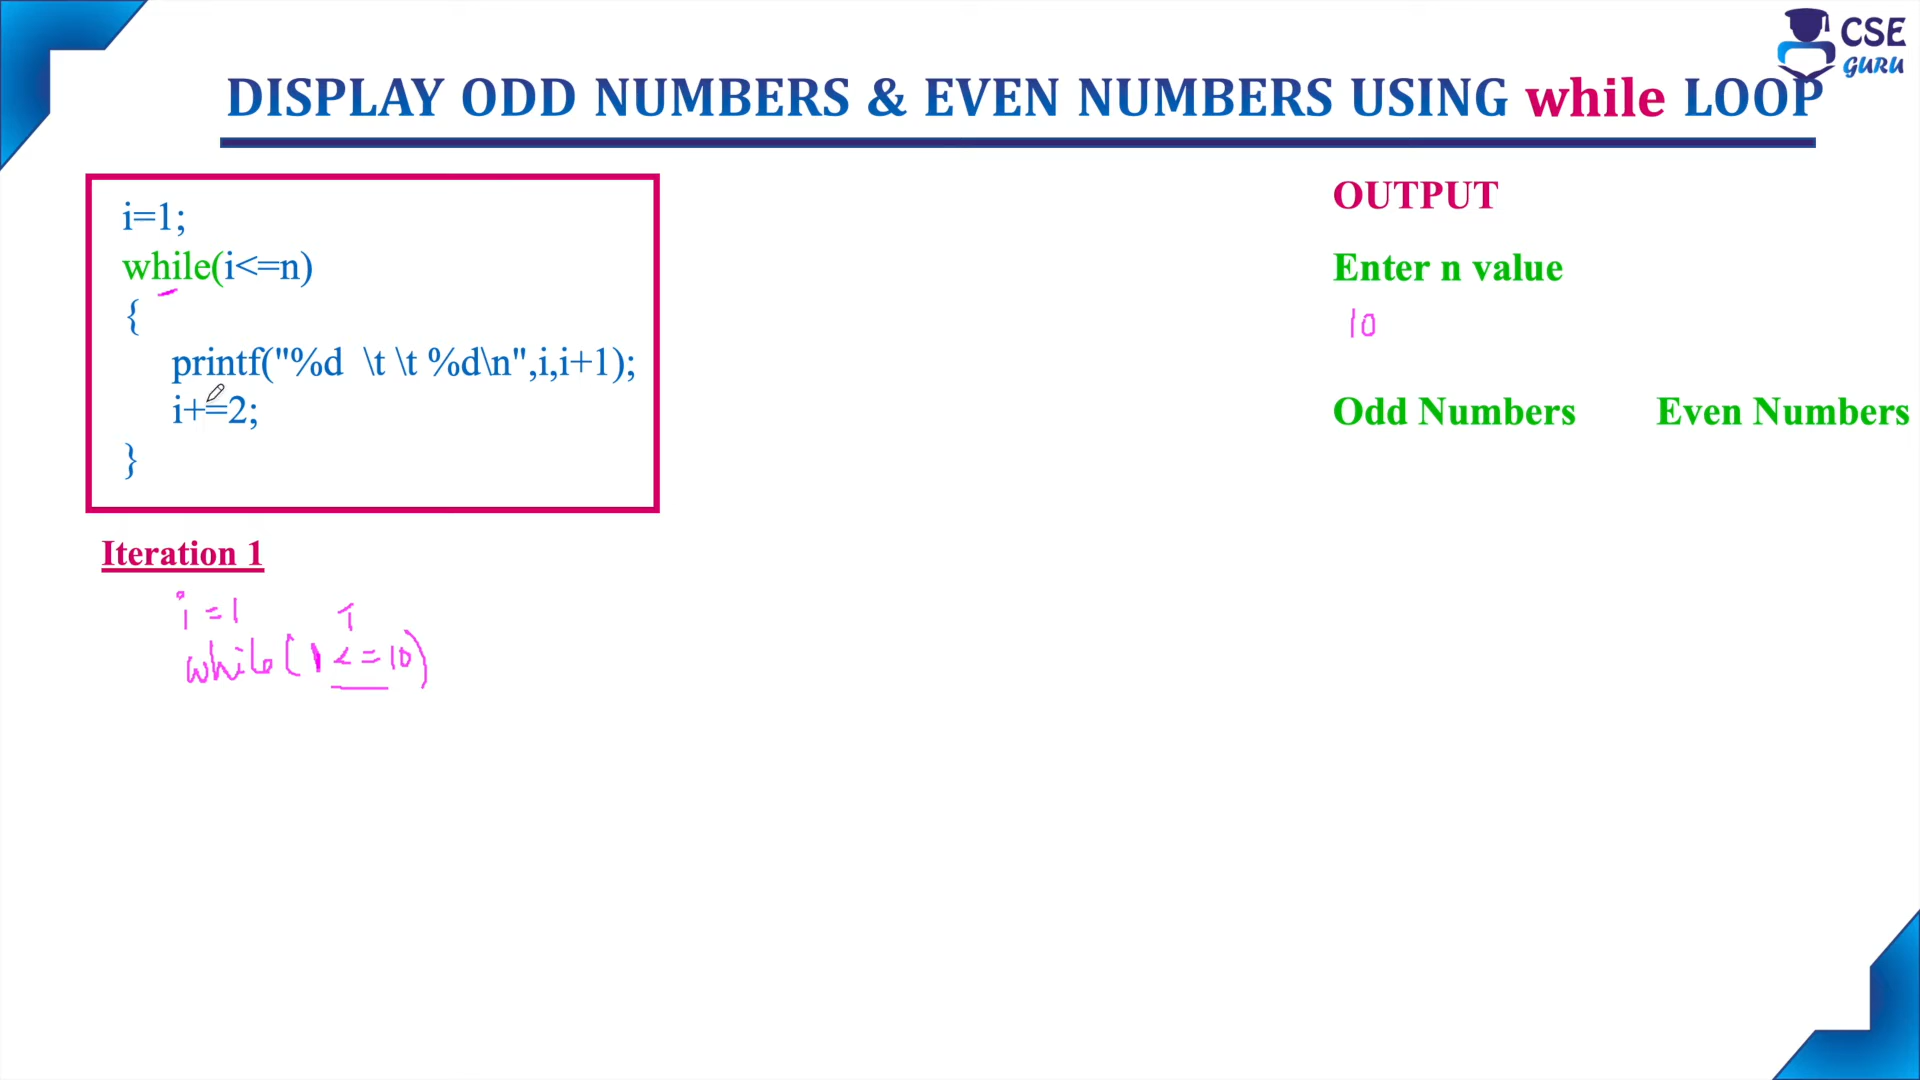 CSE
GURU
DISPLAY ODD NUMBERS & EVEN NUMBERS USING while LOOP
i=1;
while(i<=n)
{
printf("%d \t \t %d\n",i,i+1);
i+=2;
}
Iteration 1
i = 1
T
while(1 <= 10)
OUTPUT
Enter n value
10
Odd Numbers Even Numbers